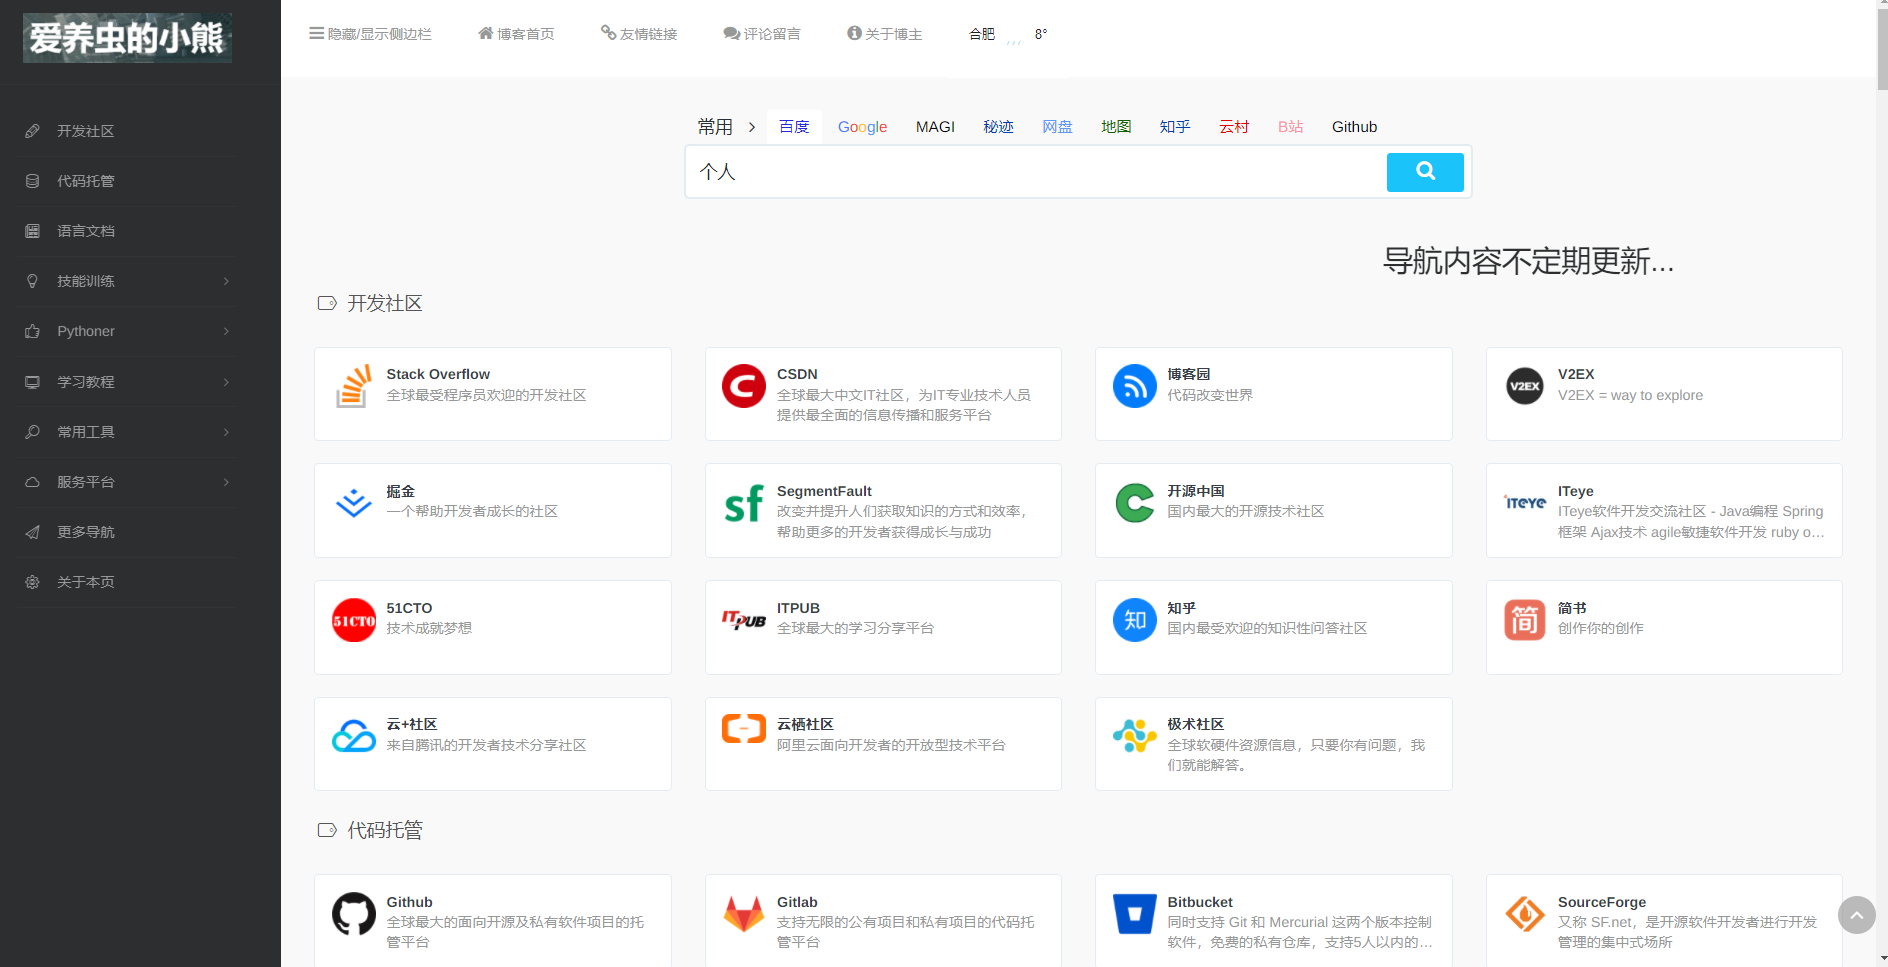 爱养虫的小熊
隐藏/显示侧边栏 博客首页 友情链接 评论留言 关于博主 合肥 8°
开发社区
代码托管
语言文档
技能训练
Pythoner
学习教程
常用工具
服务平台
更多导航
关于本页
常用 百度 Google MAGI 秘迹 网盘 地图 知乎 云村 B站 Github
个人
导航内容不定期更新...
开发社区
Stack Overflow
全球最受程序员欢迎的开发社区
CSDN
全球最大中文IT社区，为IT专业技术人员
提供最全面的信息传播和服务平台
博客园
代码改变世界
V2EX
V2EX
V2EX = way to explore
掘金
一个帮助开发者成长的社区
sf
SegmentFault
改变并提升人们获取知识的方式和效率，
帮助更多的开发者获得成长与成功
开源中国
国内最大的开源技术社区
ITeye
ITeye
ITeye软件开发交流社区 - Java编程 Spring
框架 Ajax技术 agile敏捷软件开发 ruby o...
51CTO
51CTO
技术成就梦想
ITPUB
ITPUB
全球最大的学习分享平台
知
知乎
国内最受欢迎的知识性问答社区
简
简书
创作你的创作
云+社区
来自腾讯的开发者技术分享社区
云栖社区
阿里云面向开发者的开放型技术平台
极术社区
全球软硬件资源信息，只要你有问题，我
们就能解答。
代码托管
Github
全球最大的面向开源及私有软件项目的托
管平台
Gitlab
支持无限的公有项目和私有项目的代码托
管平台
Bitbucket
同时支持 Git 和 Mercurial 这两个版本控制
软件，免费的私有仓库，支持5人以内的...
SourceForge
又称 SF.net，是开源软件开发者进行开发
管理的集中式场所